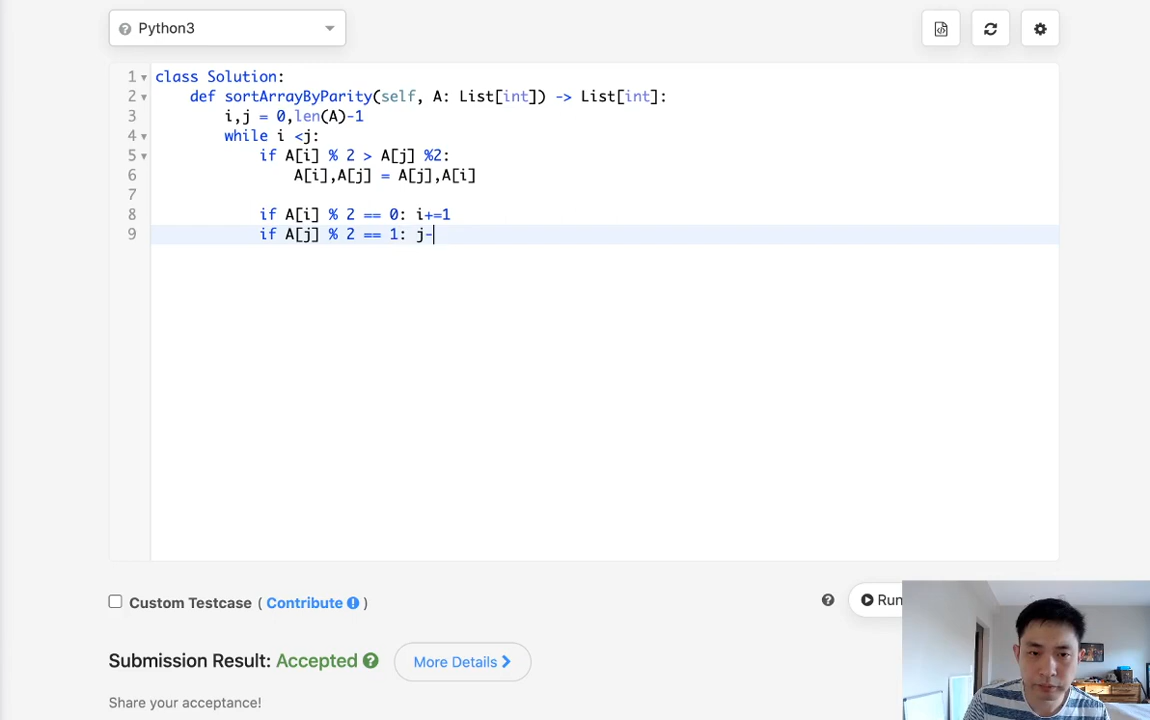 Python3
1 class Solution:
2 def sortArrayByParity(self, A: List[int]) -> List[int]:
3 i,j = 0,len(A)-1
4 while i <j:
5 if A[i] % 2 > A[j] %2:
6 A[i],A[j] = A[j],A[i]
7
8 if A[i] % 2 == 0: i+=1
9 if A[j] % 2 == 1: j-
Custom Testcase ( Contribute )
Run
Submission Result: Accepted
More Details
Share your acceptance!